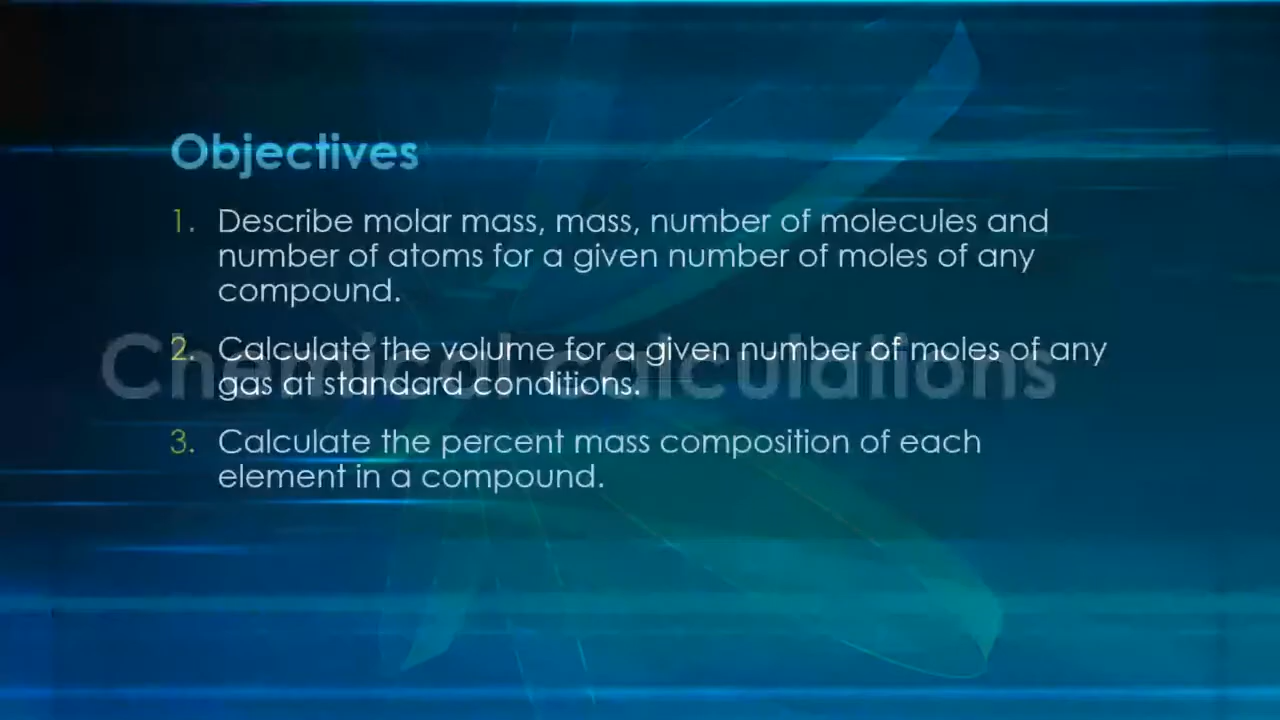 Objectives
1. Describe molar mass, mass, number of molecules and
number of atoms for a given number of moles of any
compound.
Chemical calculations
2. Calculate the volume for a given number of moles of any
gas at standard conditions.
3. Calculate the percent mass composition of each
element in a compound.